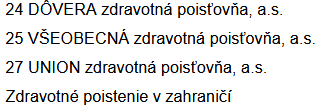 24 DÔVERA zdravotná poisťovňa, a.s.
25 VŠEOBECNÁ zdravotná poisťovňa, a.s.
27 UNION zdravotná poisťovňa, a.s.
Zdravotné poistenie v zahraničí